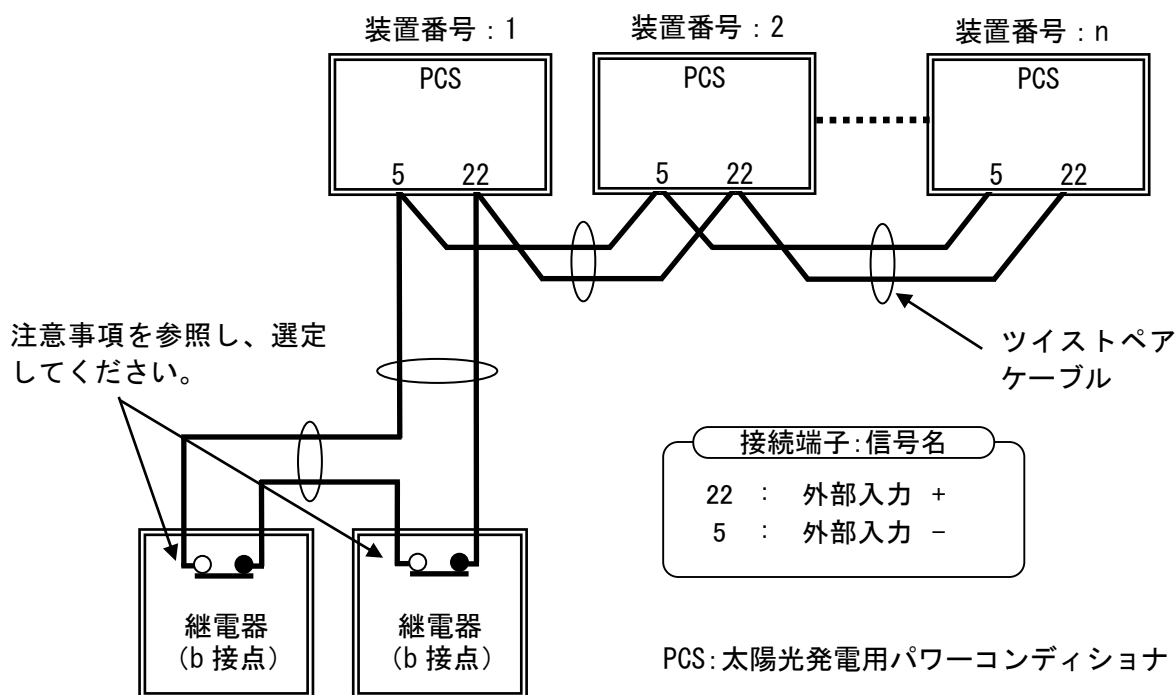 装置番号：1
装置番号：2
装置番号：n
PCS
PCS
PCS
5 22
5 22
5 22
注意事項を参照し、選定
してください。
ツイストペア
ケーブル
接続端子：信号名
22 : 外部入力 +
5 : 外部入力 −
継電器
（b 接点）
継電器
（b 接点）
PCS：太陽光発電用パワーコンディショナ